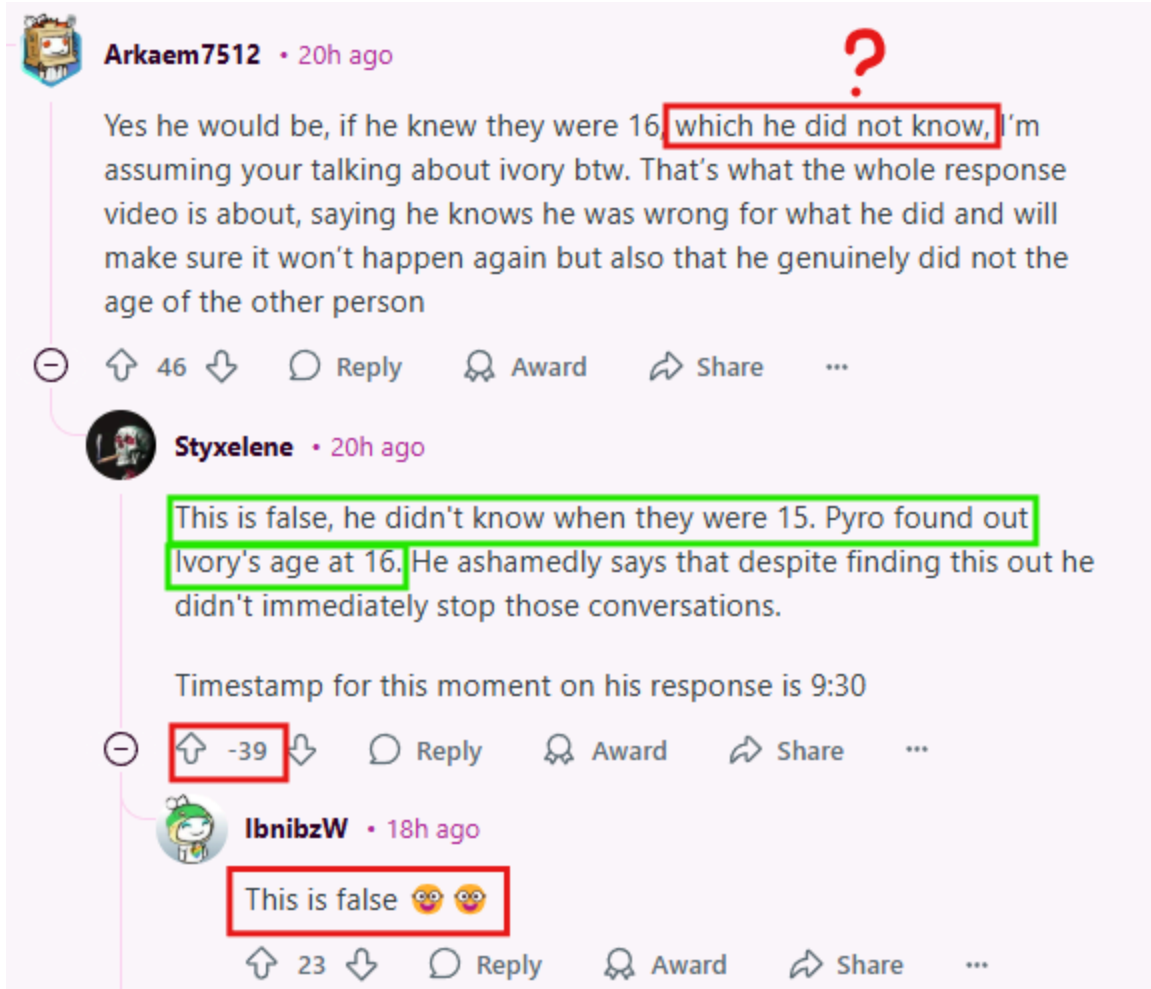 ?
Arkaem7512 • 20h ago
Yes he would be, if he knew they were 16, which he did not know, I'm
assuming your talking about ivory btw. That's what the whole response
video is about, saying he knows he was wrong for what he did and will
make sure it won't happen again but also that he genuinely did not the
age of the other person
46 Reply Award Share ...
Styxelene • 20h ago
This is false, he didn't know when they were 15. Pyro found out
Ivory's age at 16. He ashamedly says that despite finding this out he
didn't immediately stop those conversations.
Timestamp for this moment on his response is 9:30
-39 Reply Award Share ...
IbnibzW • 18h ago
This is false 🤓 🤓
23 Reply Award Share ...